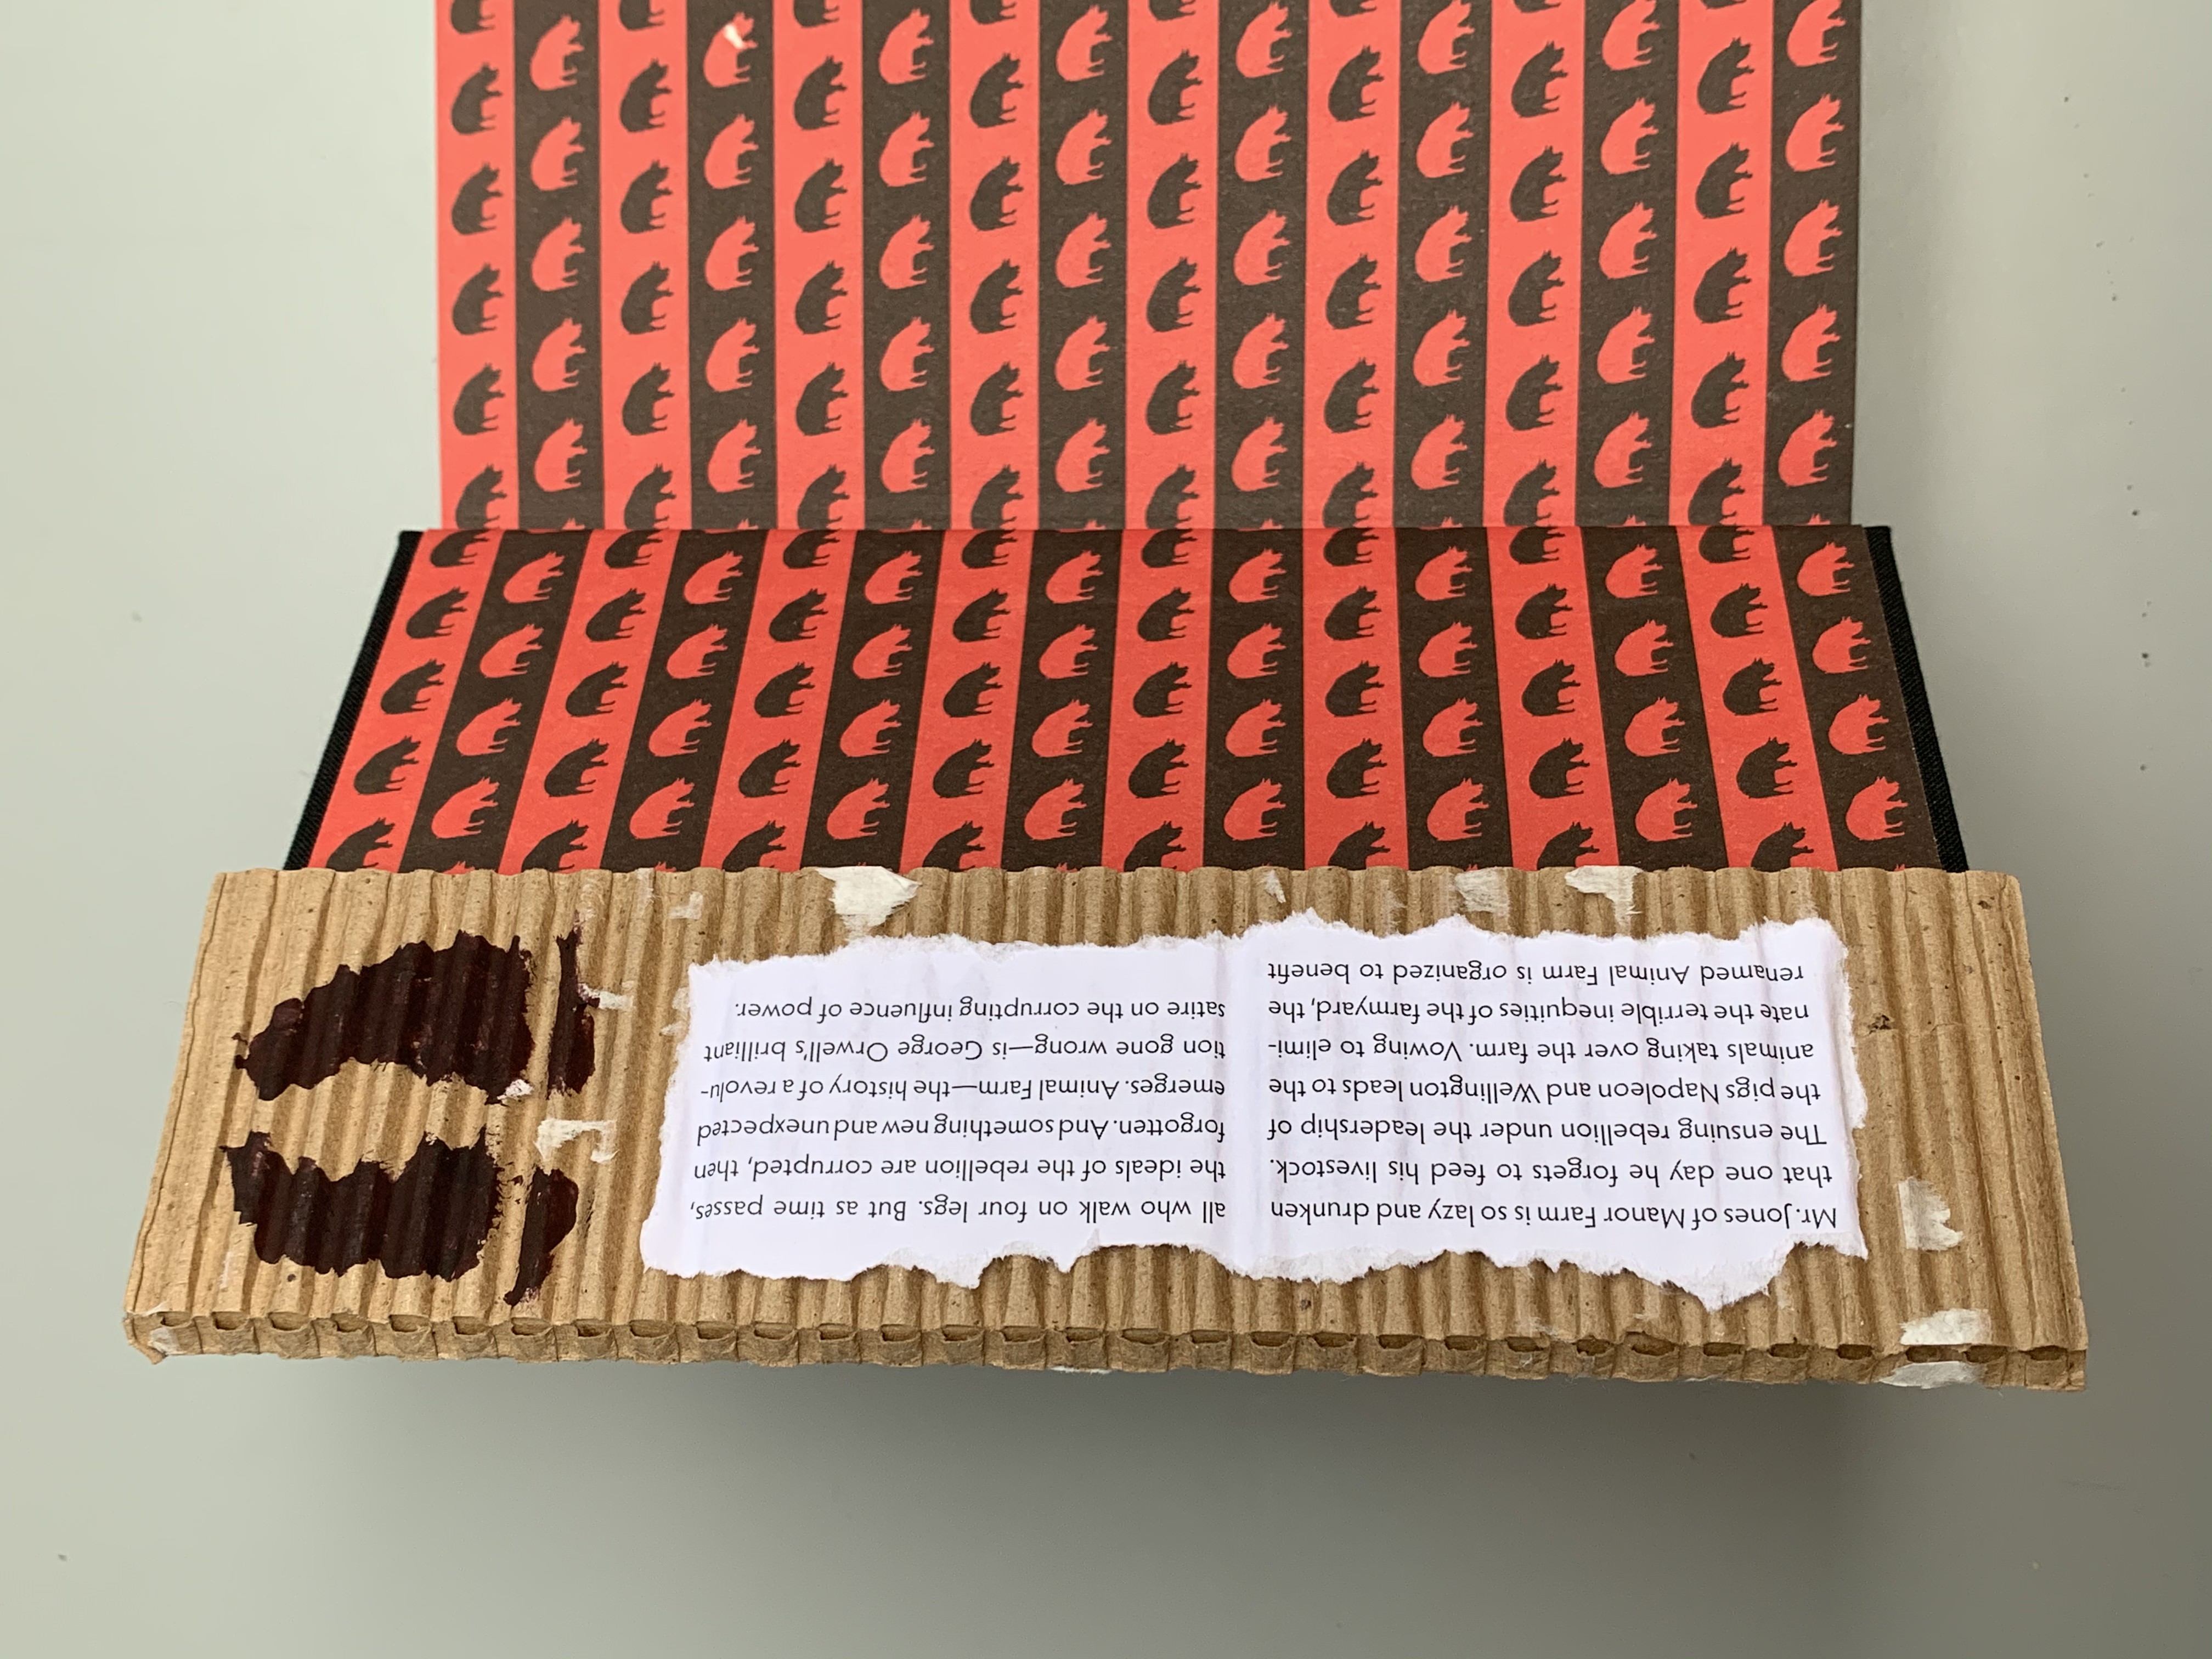 Mr. Jones of Manor Farm is so lazy and drunken
that one day he forgets to feed his livestock.
The ensuing rebellion under the leadership of
the pigs Napoleon and Wellington leads to the
animals taking over the farm. Vowing to elimi-
nate the terrible inequities of the farmyard, the
renamed Animal Farm is organized to benefit
all who walk on four legs. But as time passes,
the ideals of the rebellion are corrupted, then
forgotten. And something new and unexpected
emerges. Animal Farm—the history of a revolu-
tion gone wrong—is George Orwell's brilliant
satire on the corrupting influence of power.